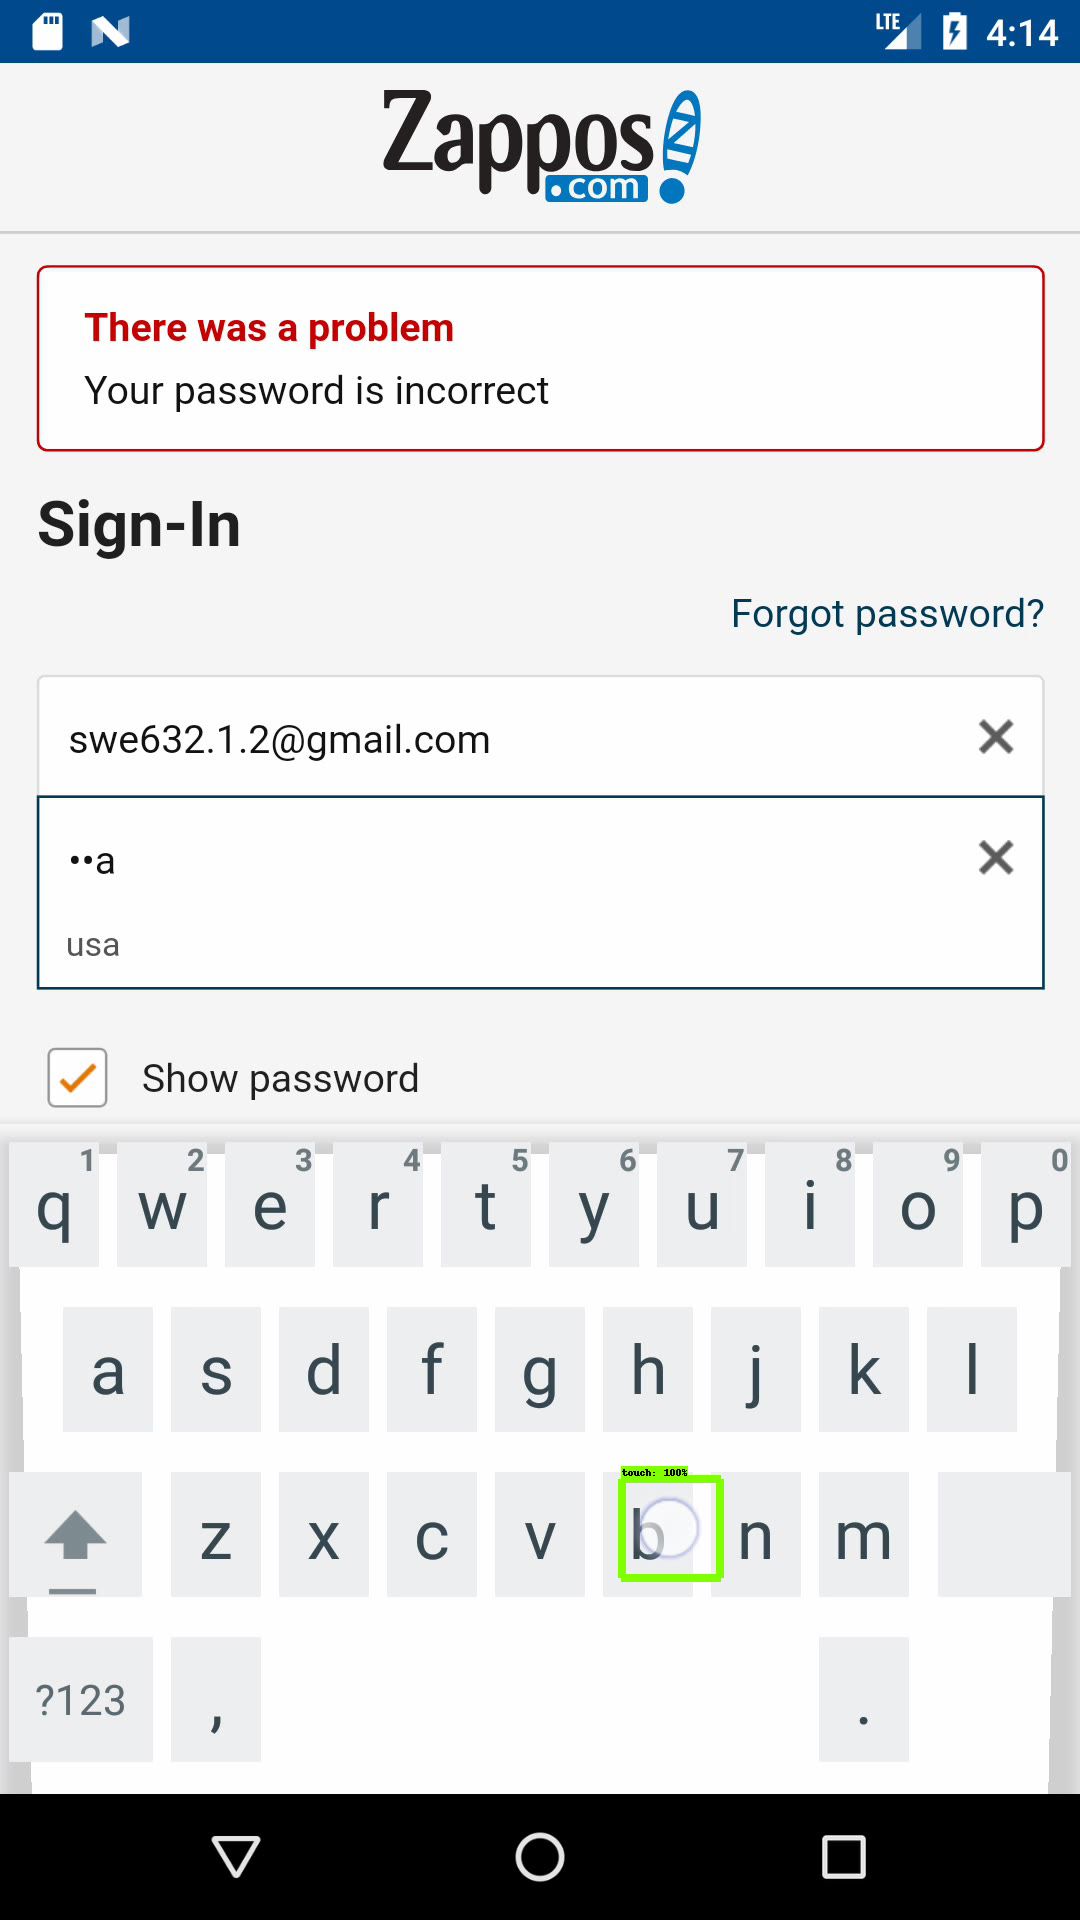 LTE 4:14
Zappos
.com
There was a problem
Your password is incorrect
Sign-In
Forgot password?
swe632.1.2@gmail.com
••a
usa
Show password
1 2 3 4 5 6 7 8 9 0
q w e r t y u i o p
a s d f g h j k l
touch: 100%
z x c v b n m
?123 , .